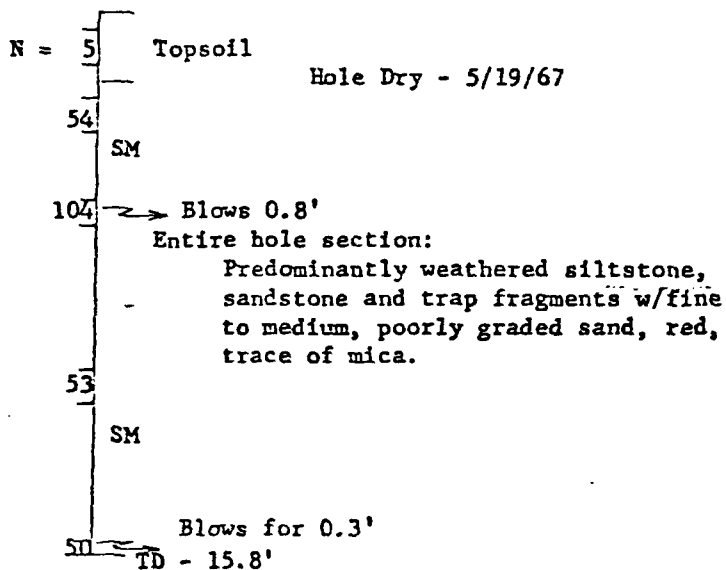 N = 5 Topsoil
Hole Dry - 5/19/67
54
SM
104 Blows 0.8'
Entire hole section:
Predominantly weathered siltstone,
sandstone and trap fragments w/fine
to medium, poorly graded sand, red,
trace of mica.
53
SM
Blows for 0.3'
50
TD - 15.8'